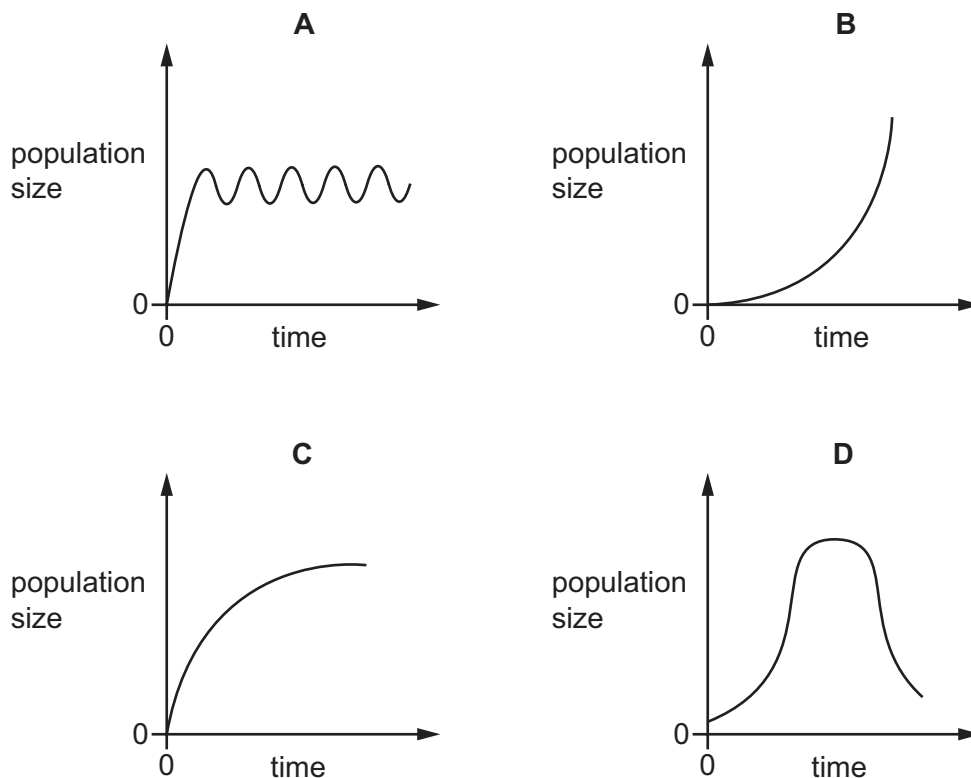 A
population
size
0
0
time
B
population
size
0
0
time
C
population
size
0
0
time
D
population
size
0
0
time